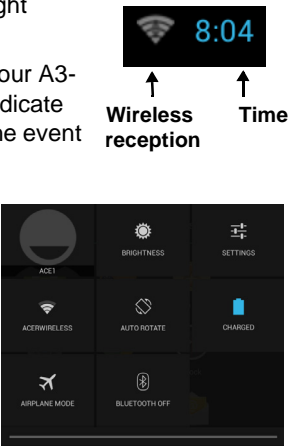 ght
8:04
our A3-
dicate
ne event
Wireless Time
reception
BRIGHTNESS SETTINGS
ACE1
ACERWIRELESS AUTO ROTATE CHARGED
AIRPLANE MODE BLUETOOTH OFF